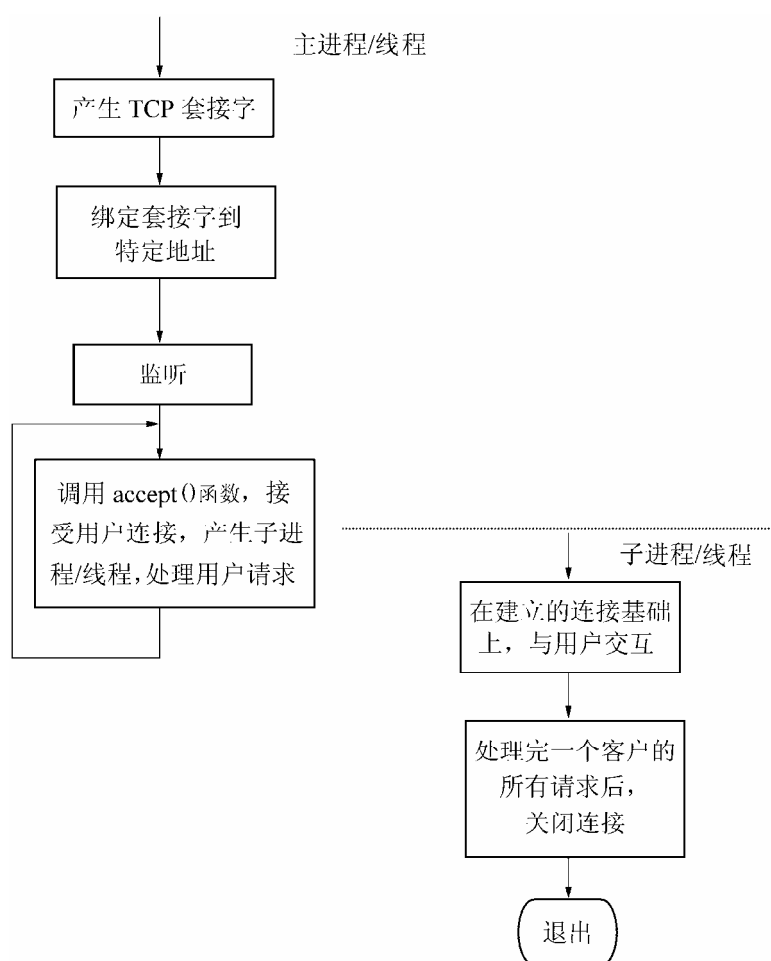 主进程/线程
产生 TCP 套接字
绑定套接字到
特定地址
监听
调用 accept()函数，接
受用户连接，产生子进
程/线程，处理用户请求
子进程/线程
在建立的连接基础
上，与用户交互
处理完一个客户的
所有请求后，
关闭连接
退出